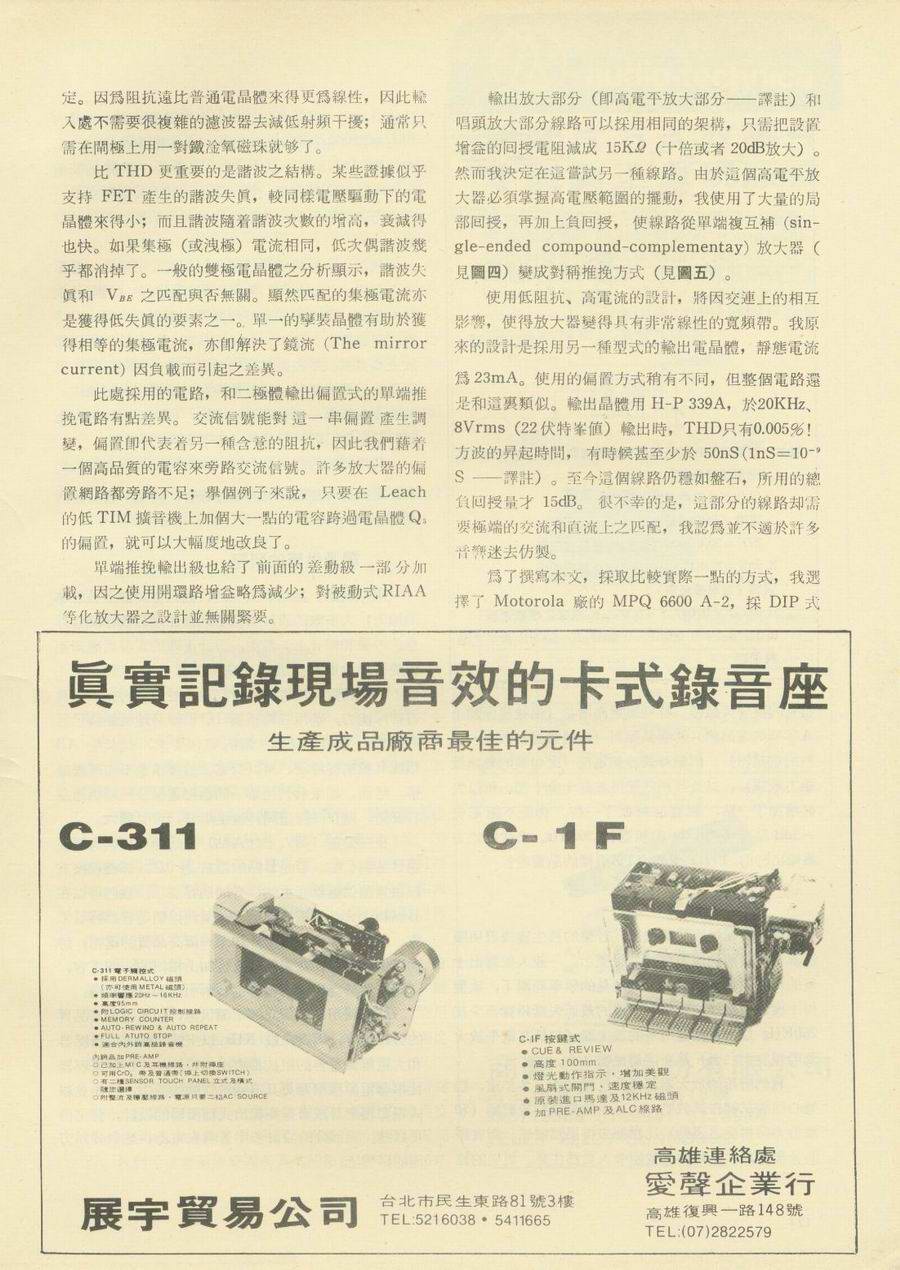 定。因爲阻抗遠比普通電晶體來得更爲線性，因此輸
入處不需要很複雜的濾波器去減低射頻干擾；通常只
需在閘極上用一對鐵淦氧磁珠就够了。
比 THD 更重要的是諧波之結構。某些證據似乎
支持 FET 產生的諧波失眞，較同樣電壓驅動下的電
晶體來得小；而且諧波隨着諧波次數的增高，衰減得
也快。如果集極（或洩極）電流相同，低次偶諧波幾
乎都消掉了。一般的雙極電晶體之分析顯示，諧波失
眞和 VBE 之匹配與否無關。顯然匹配的集極電流亦
是獲得低失眞的要素之一。單一的孿裝晶體有助於獲
得相等的集極電流，亦卽解決了鏡流（The mirror
current）因負載而引起之差異。
此處採用的電路，和二極體輸出偏置式的單端推
挽電路有點差異。 交流信號能對 這一 串偏置 產生調
變，偏置卽代表着另一種含意的阻抗，因此我們藉着
一個高品質的電容來旁路交流信號。許多放大器的偏
置網路都旁路不足；舉個例子來說， 只要在 Leach
的低 TIM 擴音機上加個大一點的電容跨過電晶體 Q₅
的偏置，就可以大幅度地改良了。
單端推挽輸出級也給了 前面的 差動級 一部 分加
載，因之使用開環路增益略爲減少；對被動式 RIAA
等化放大器之設計並無關緊要。
輸出放大部分（卽高電平放大部分——譯註）和
唱頭放大部分線路可以採用相同的架構，只需把設置
增益的回授電阻減成 15KΩ （十倍或者 20dB放大）。
然而我決定在這嘗試另一種線路。由於這個高電平放
大器必須掌握高電壓範圍的擺動，我使用了大量的局
部回授，再加上負回授， 使線路從單端複互補（sin-
gle-ended compound-complementay）放大器（
見圖四）變成對稱推挽方式（見圖五）。
使用低阻抗、高電流的設計，將因交連上的相互
影響，使得放大器變得具有非常線性的寬頻帶。我原
來的設計是採用另一種型式的輸出電晶體，靜態電流
爲 23mA。使用的偏置方式稍有不同，但整個電路還
是和這裏類似。輸出晶體用 H-P 339A，於20KHz、
8Vrms（22 伏特峯値）輸出時，THD只有0.005%！
方波的昇起時間， 有時候甚至少於 50nS（1nS=10⁻⁹
S ——譯註）。至今這個線路仍穩如盤石，所用的總
負回授量才 15dB。 很不幸的是，這部分的線路却需
要極端的交流和直流上之匹配，我認爲並不適於許多
音響迷去仿製。
爲了撰寫本文，採取比較實際一點的方式，我選
擇了 Motorola 廠的 MPQ 6600 A-2，採 DIP 式
眞實記錄現場音效的卡式錄音座
生產成品廠商最佳的元件
C-311
C-1F
C-311 電子觸控式
● 採用DERMALLOY 磁頭
（亦可使用METAL磁頭）
● 頻率響應20Hz～16KHz
● 高度95mm
● 附LOGIC CIRCUIT控制線路
● MEMORY COUNTER
● AUTO-REWIND & AUTO REPEAT
● FULL ATUTO STOP
● 適合內外銷高級錄音機
內銷品加PRE-AMP
○ 已加上MIC及耳機線路，并附插座
○ 可用CrO₂ 帶及普通帶（掛上切換SWITCH）
○ 有二種SENSOR TOUCH PANEL 立式及橫式
隨您選擇
○ 附整流及穩壓線路，電源只要二組AC SOURCE
C-IF 按鍵式
● CUE & REVIEW
● 高度 100mm
● 燈光動作指示，增加美觀
● 風扇式開門、速度穩定
● 原裝進口馬達及12KHz 磁頭
● 加 PRE-AMP 及ALC 線路
展宇貿易公司
台北市民生東路81號3樓
TEL:5216038 • 5411665
高雄連絡處
愛聲企業行
高雄復興一路148號
TEL:(07)2822579